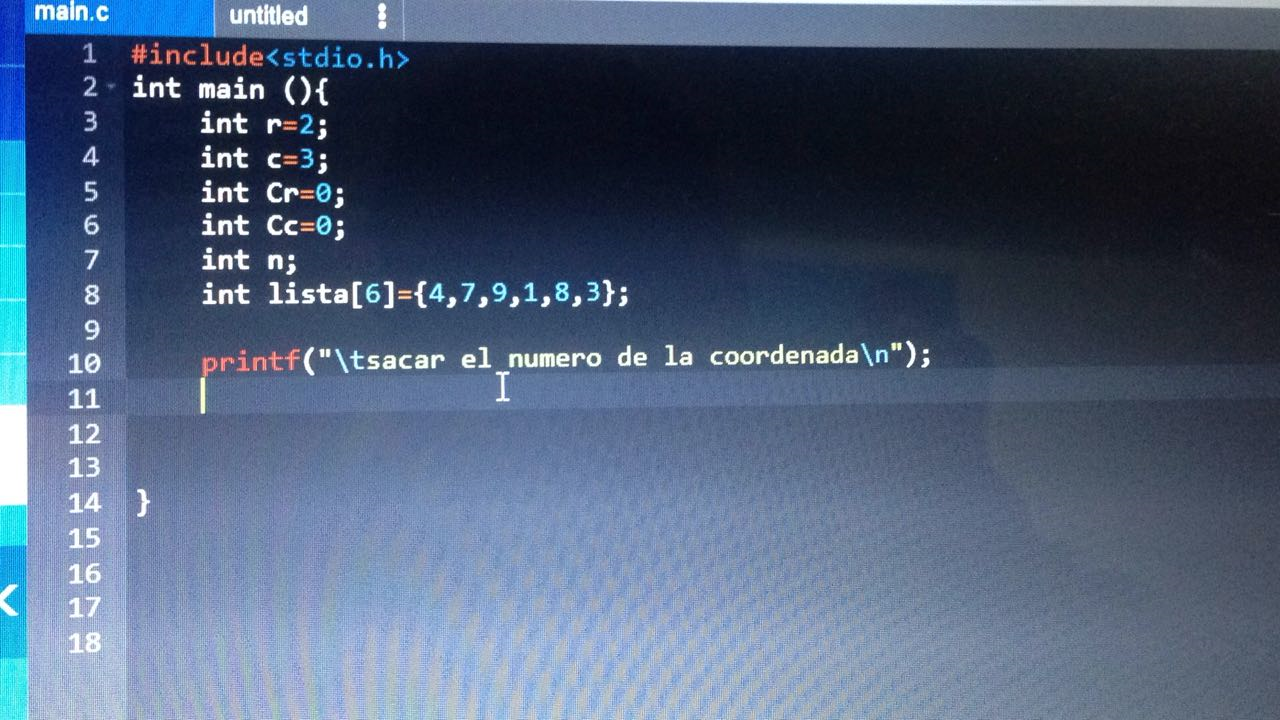 main.c untitled
1 #include<stdio.h>
2 int main (){
3 int r=2;
4 int c=3;
5 int Cr=0;
6 int Cc=0;
7 int n;
8 int lista[6]={4,7,9,1,8,3};
9
10 printf("\tsacar el numero de la coordenada\n");
11
12
13
14 }
15
16
17
18